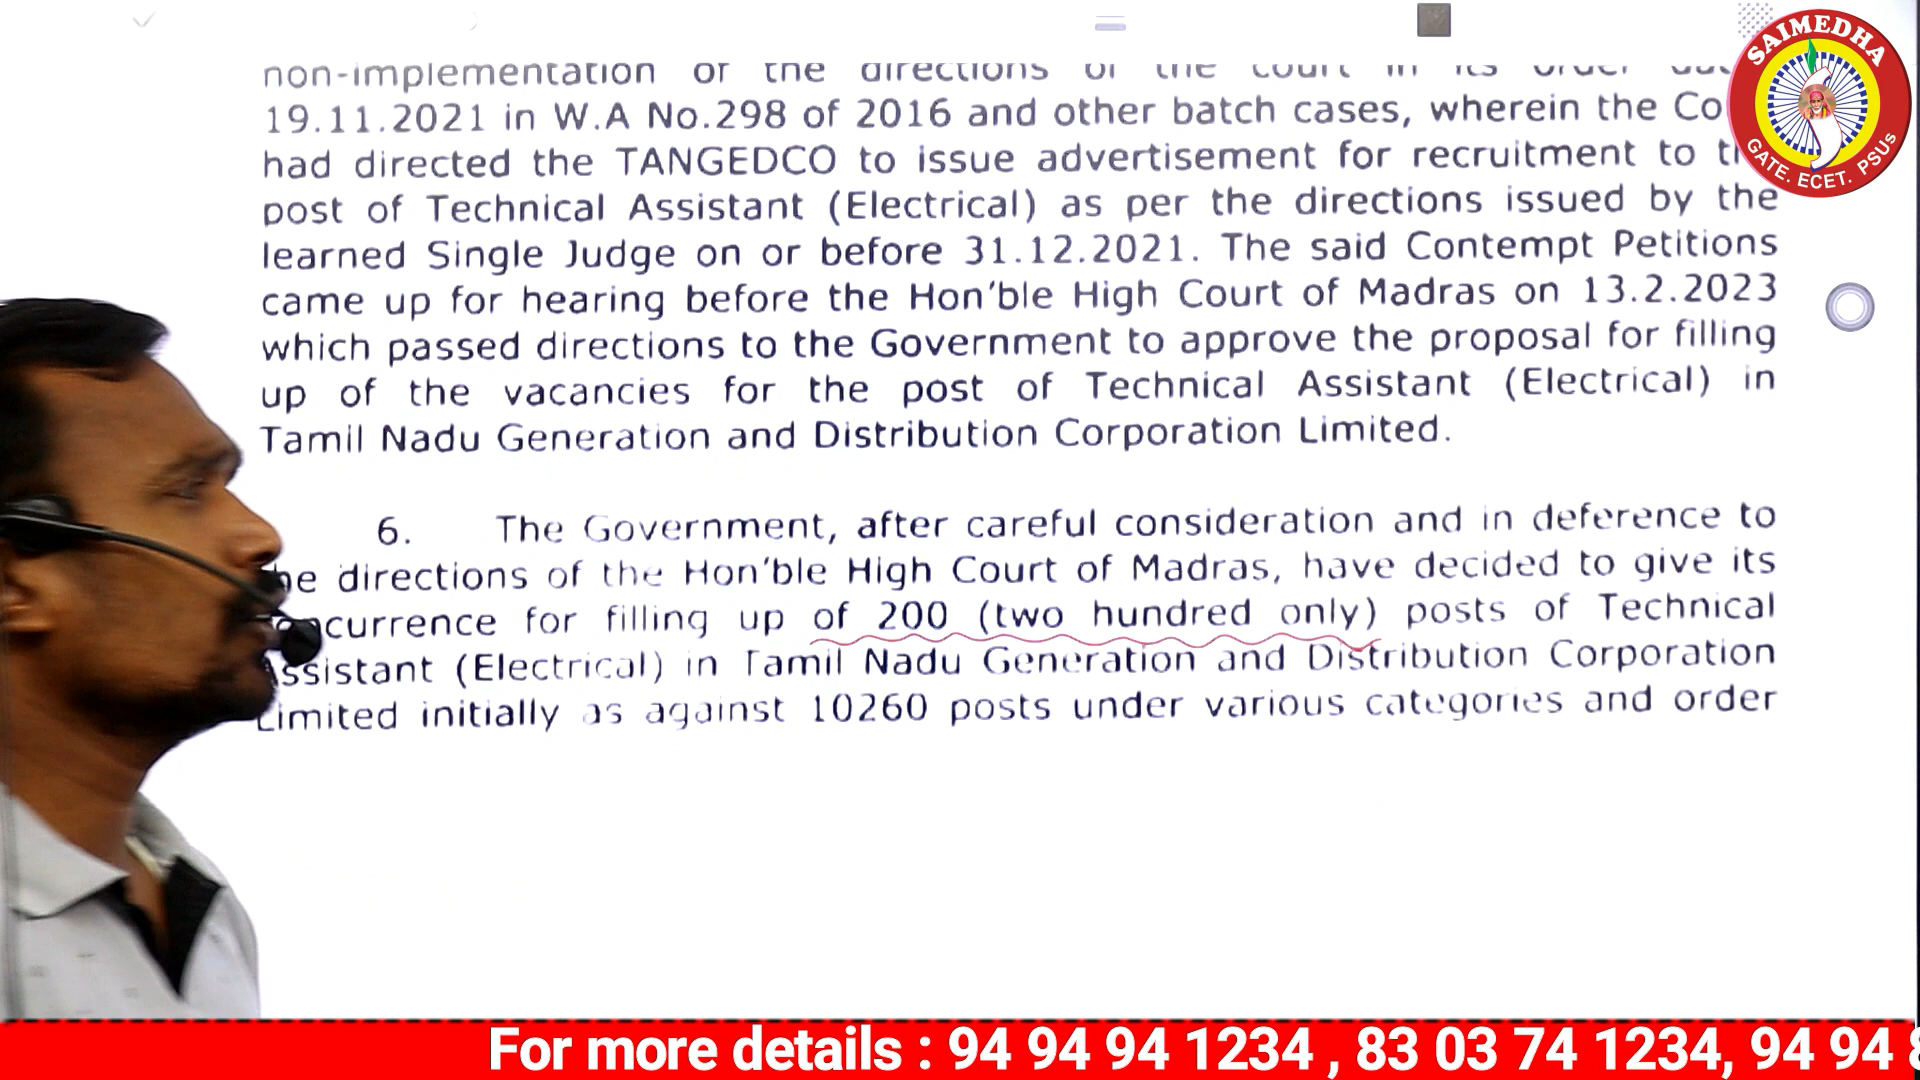 non-implementation of the directions of the court in its order
19.11.2021 in W.A No.298 of 2016 and other batch cases, wherein the Co
had directed the TANGEDCO to issue advertisement for recruitment to
post of Technical Assistant (Electrical) as per the directions issued by the
learned Single Judge on or before 31.12.2021. The said Contempt Petitions
came up for hearing before the Hon'ble High Court of Madras on 13.2.2023
which passed directions to the Government to approve the proposal for filling
up of the vacancies for the post of Technical Assistant (Electrical) in
Tamil Nadu Generation and Distribution Corporation Limited.
6. The Government, after careful consideration and in deference to
he directions of the Hon'ble High Court of Madras, have decided to give its
currence for filling up of 200 (two hundred only) posts of Technical
ssistant (Electrical) in Tamil Nadu Generation and Distribution Corporation
Limited initially as against 10260 posts under various categories and order
SAIMEDHA
GATE. ECET. PSUs
For more details : 94 94 94 1234 , 83 03 74 1234, 94 94